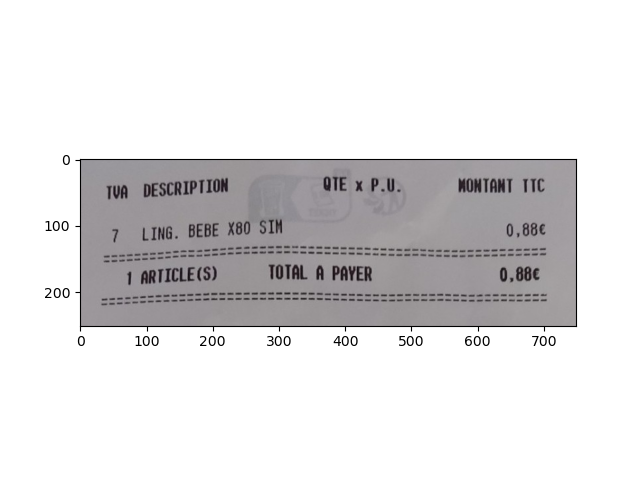 TVA DESCRIPTION QTE x P.U. MONTANT TTC
7 LING. BEBE X80 SIM 0,88€
1 ARTICLE(S) TOTAL A PAYER 0,88€
0
100
200
0 100 200 300 400 500 600 700